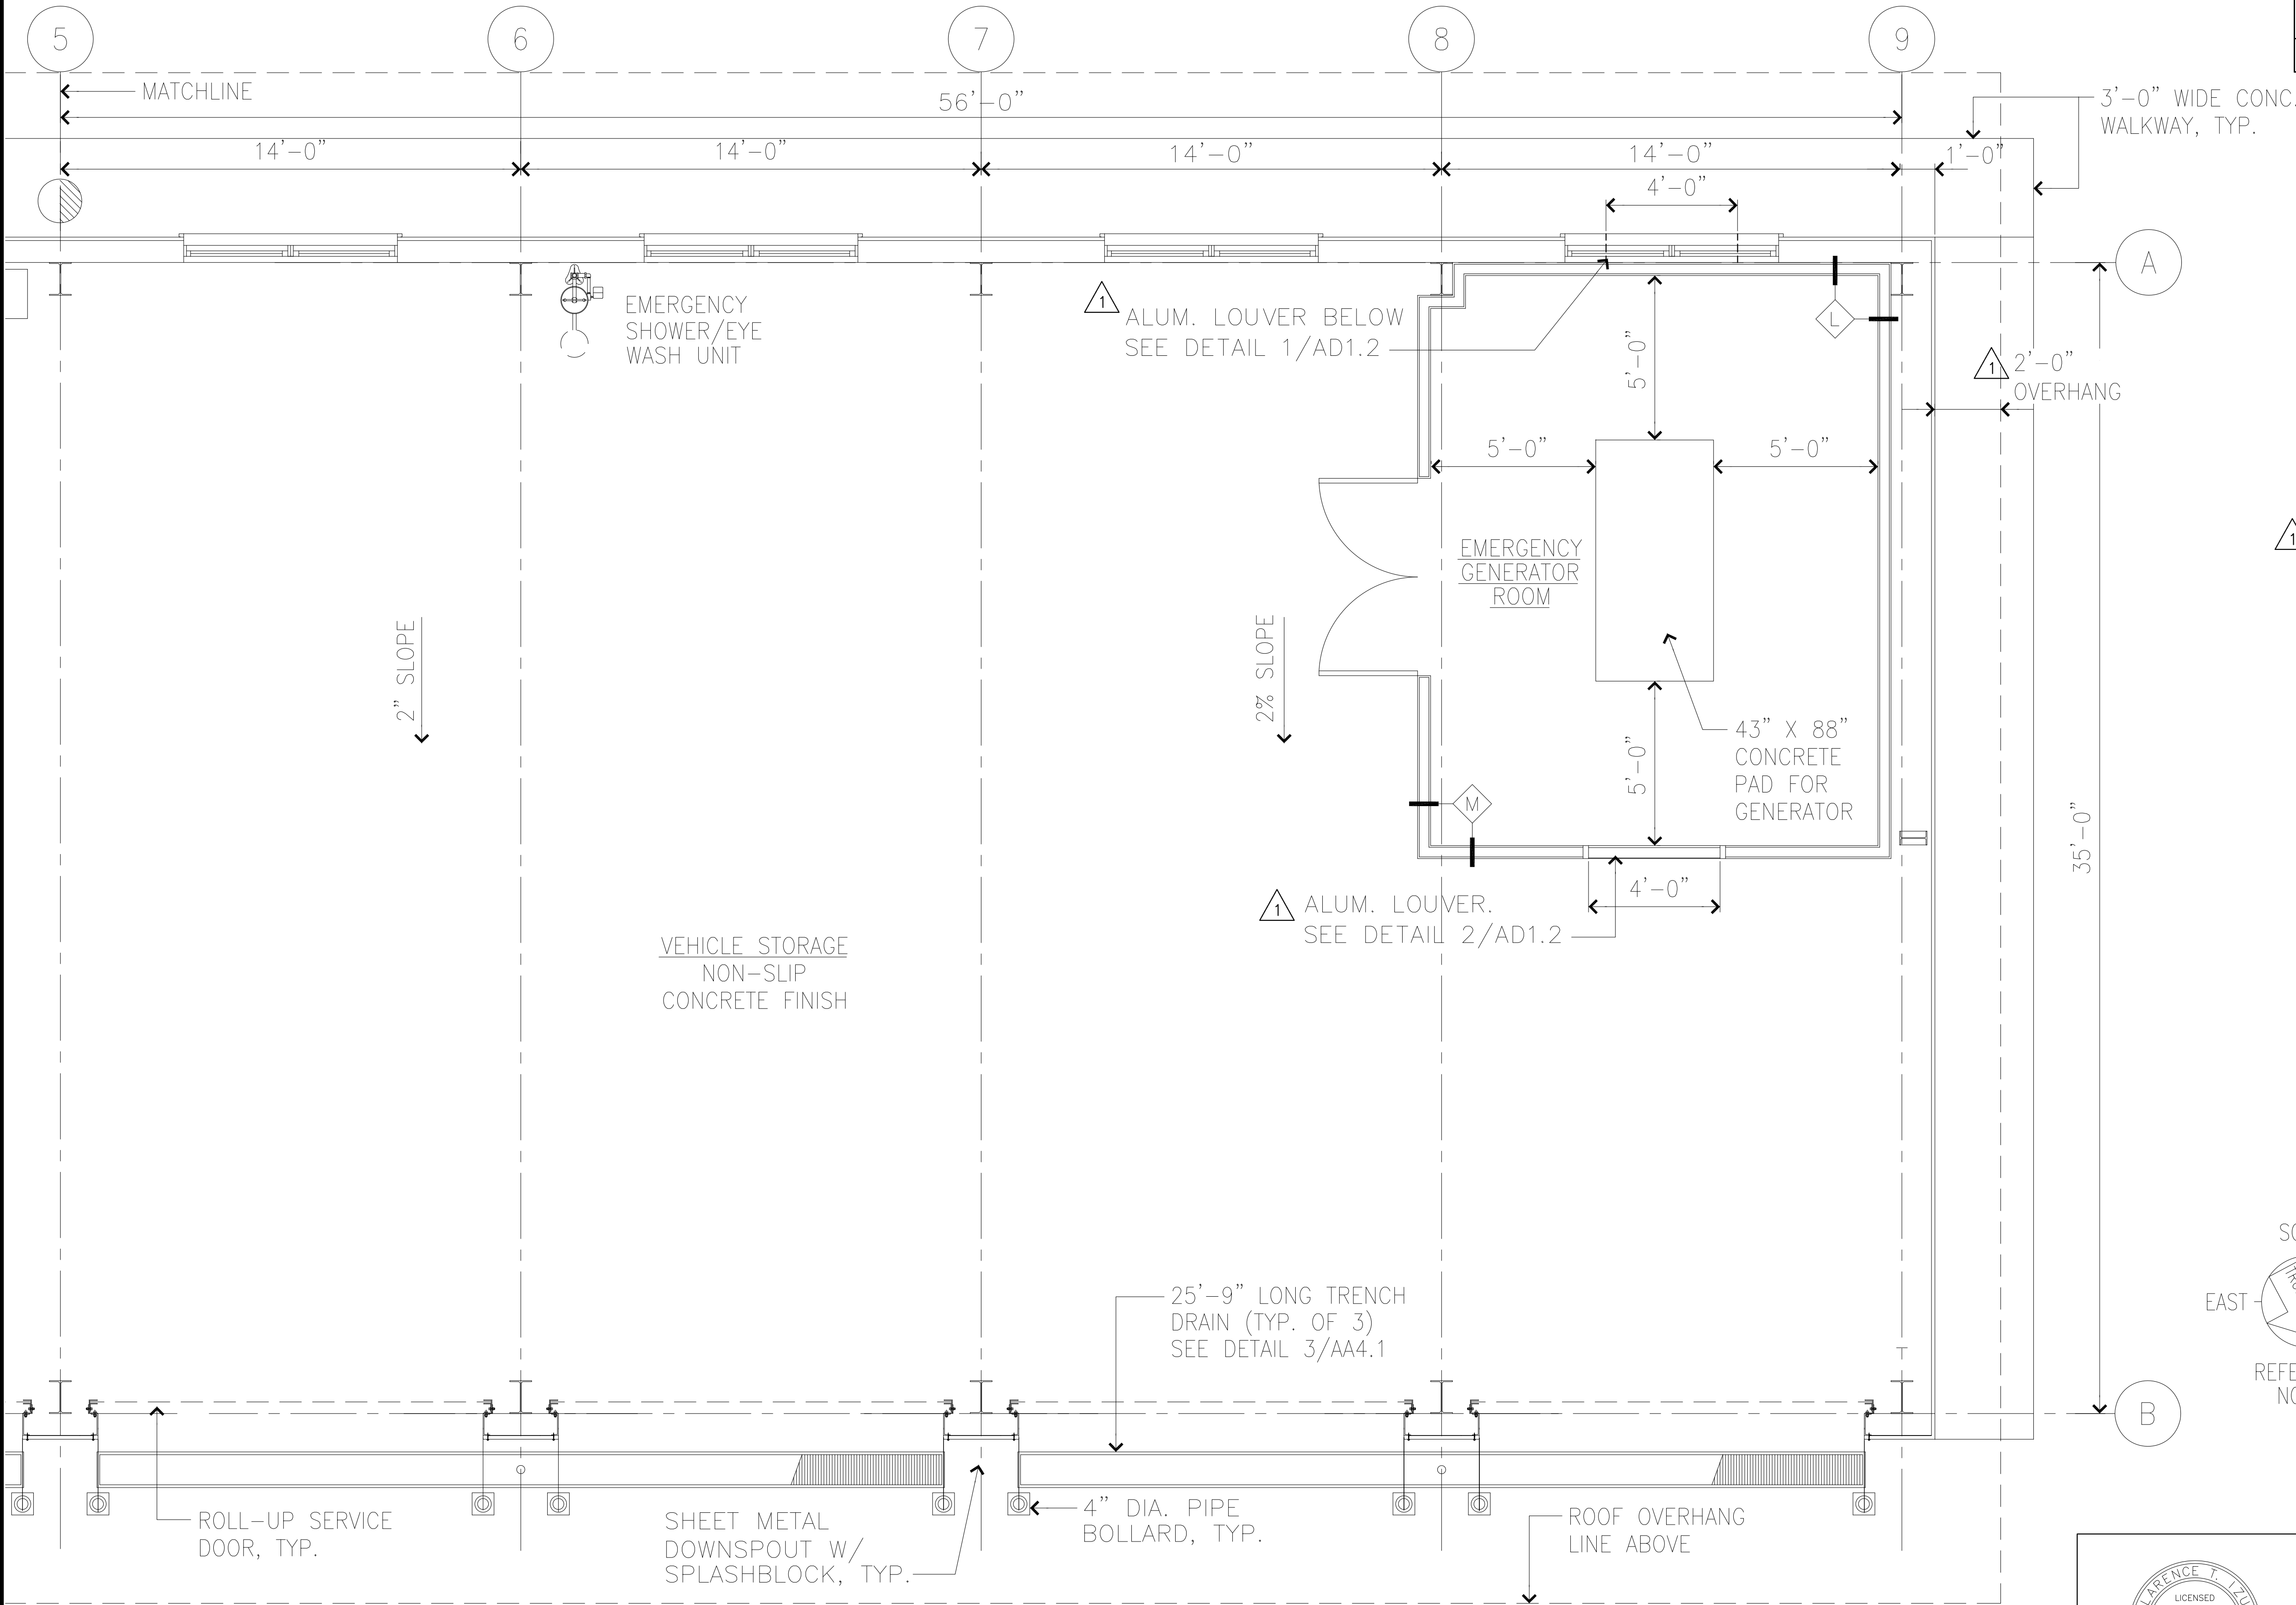 5
6
7
8
9
MATCHLINE
56'-0"
3'-0" WIDE CONC.
WALKWAY, TYP.
14'-0"
14'-0"
14'-0"
14'-0"
1'-0"
4'-0"
A
EMERGENCY
SHOWER/EYE
WASH UNIT
1
ALUM. LOUVER BELOW
SEE DETAIL 1/AD1.2
L
5'-0"
1
2'-0"
OVERHANG
5'-0"
5'-0"
1
EMERGENCY
GENERATOR
ROOM
2" SLOPE
2% SLOPE
43" X 88"
CONCRETE
PAD FOR
GENERATOR
5'-0"
M
35'-0"
4'-0"
1
ALUM. LOUVER.
SEE DETAIL 2/AD1.2
VEHICLE STORAGE
NON-SLIP
CONCRETE FINISH
25'-9" LONG TRENCH
DRAIN (TYP. OF 3)
SEE DETAIL 3/AA4.1
EAST
B
ROLL-UP SERVICE
DOOR, TYP.
SHEET METAL
DOWNSPOUT W/
SPLASHBLOCK, TYP.
4" DIA. PIPE
BOLLARD, TYP.
ROOF OVERHANG
LINE ABOVE
T.
LICENSED